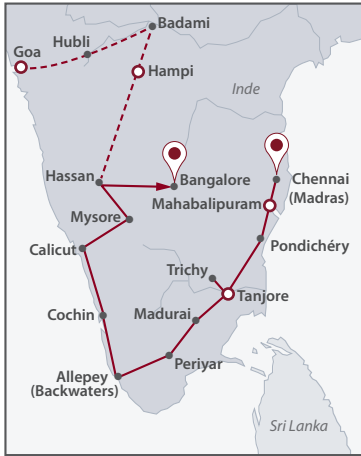 Badami
Hubli
Goa
Hampi
Inde
Hassan
Bangalore
Chennai
(Madras)
Mahabalipuram
Mysore
Pondichéry
Calicut
Trichy
Tanjore
Cochin
Madurai
Periyar
Allepey
(Backwaters)
Sri Lanka